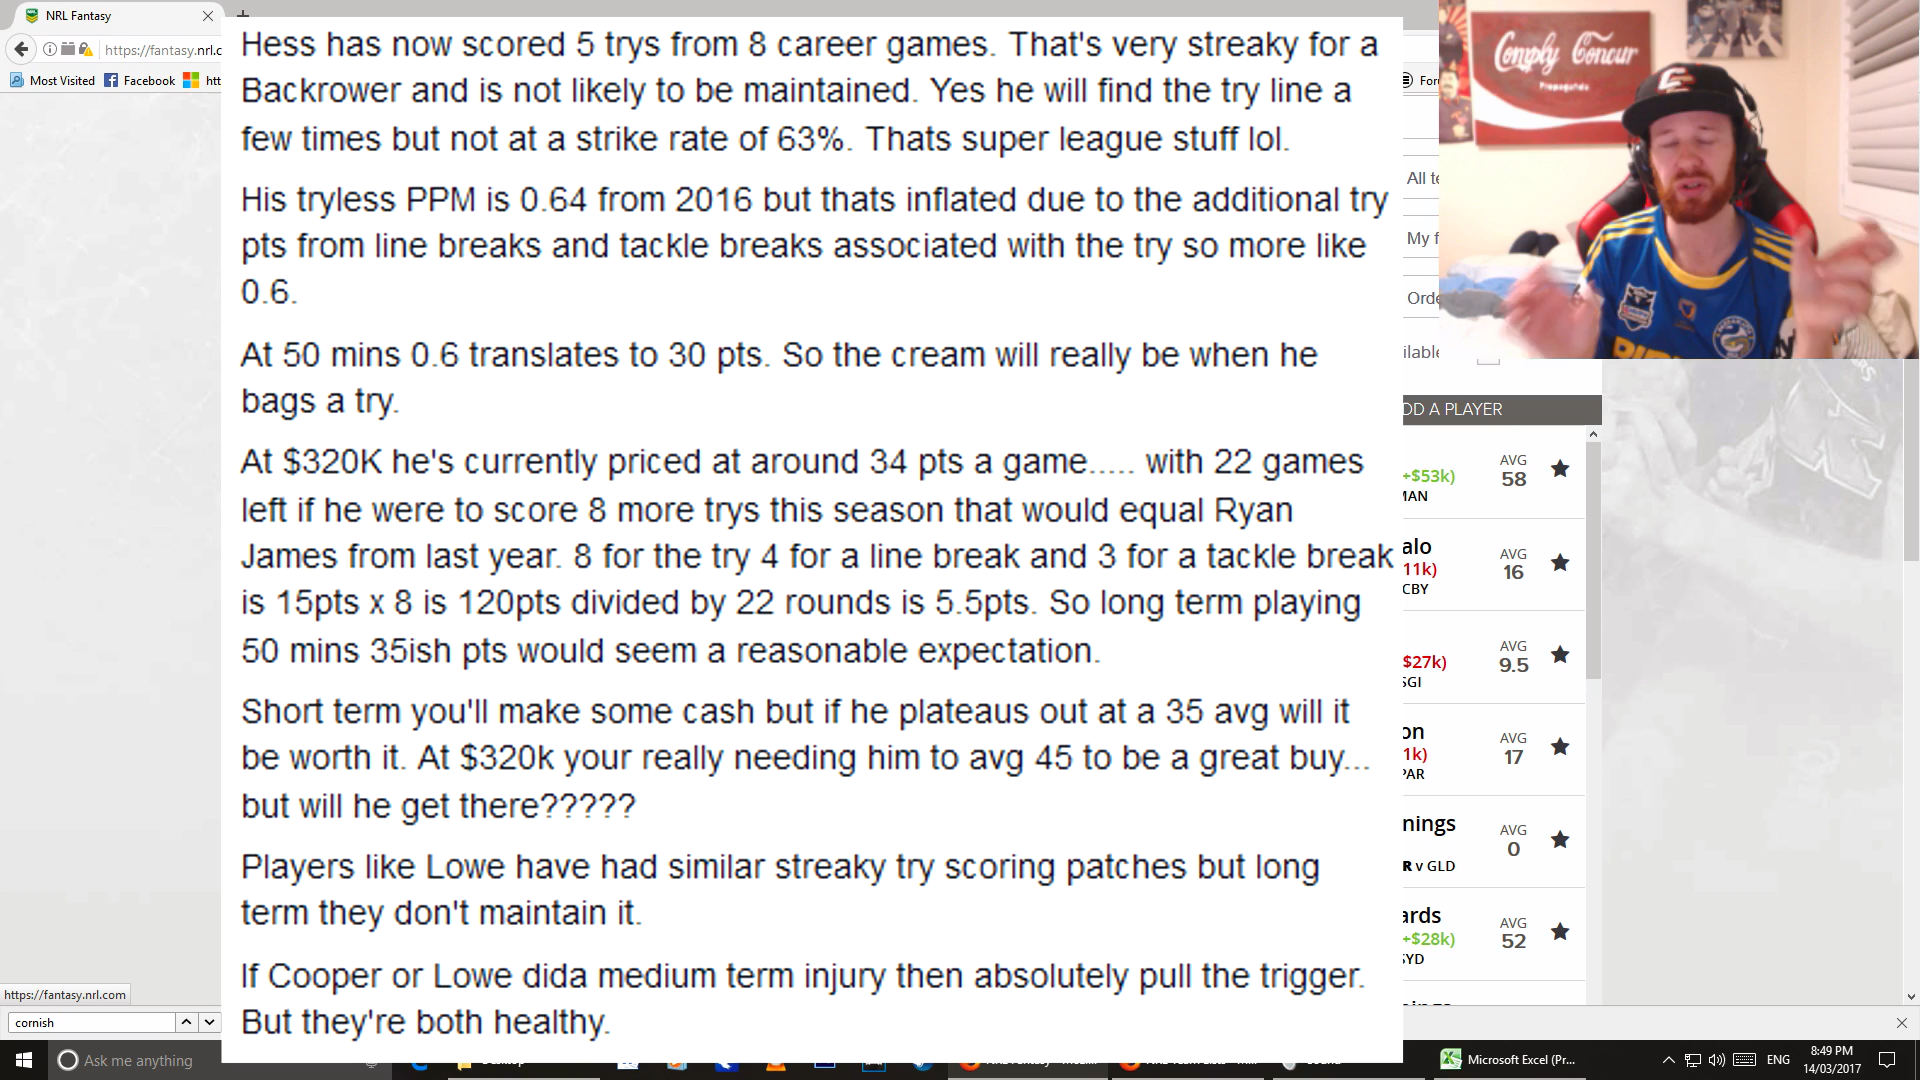 NRL Fantasy
https://fantasy.nrl.c
Most Visited
Facebook
htt
Hess has now scored 5 trys from 8 career games. That's very streaky for a
Backrower and is not likely to be maintained. Yes he will find the try line a
few times but not at a strike rate of 63%. Thats super league stuff lol.
His tryless PPM is 0.64 from 2016 but thats inflated due to the additional try
pts from line breaks and tackle breaks associated with the try so more like
0.6.
At 50 mins 0.6 translates to 30 pts. So the cream will really be when he
bags a try.
At $320K he's currently priced at around 34 pts a game..... with 22 games
left if he were to score 8 more trys this season that would equal Ryan
James from last year. 8 for the try 4 for a line break and 3 for a tackle break
is 15pts x 8 is 120pts divided by 22 rounds is 5.5pts. So long term playing
50 mins 35ish pts would seem a reasonable expectation.
Short term you'll make some cash but if he plateaus out at a 35 avg will it
be worth it. At $320k your really needing him to avg 45 to be a great buy...
but will he get there?????
Players like Lowe have had similar streaky try scoring patches but long
term they don't maintain it.
If Cooper or Lowe dida medium term injury then absolutely pull the trigger.
But they're both healthy.
Comply Concur
Propaganda
For
All te
My f
Orde
ilable
DD A PLAYER
+$53k)
MAN
AVG
58
alo
11k)
CBY
AVG
16
$27k)
SGI
AVG
9.5
on
1k)
PAR
AVG
17
nings
R v GLD
AVG
0
ards
+$28k)
SYD
AVG
52
https://fantasy.nrl.com
cornish
Ask me anything
Microsoft Excel (Pr...
ENG
8:49 PM
14/03/2017